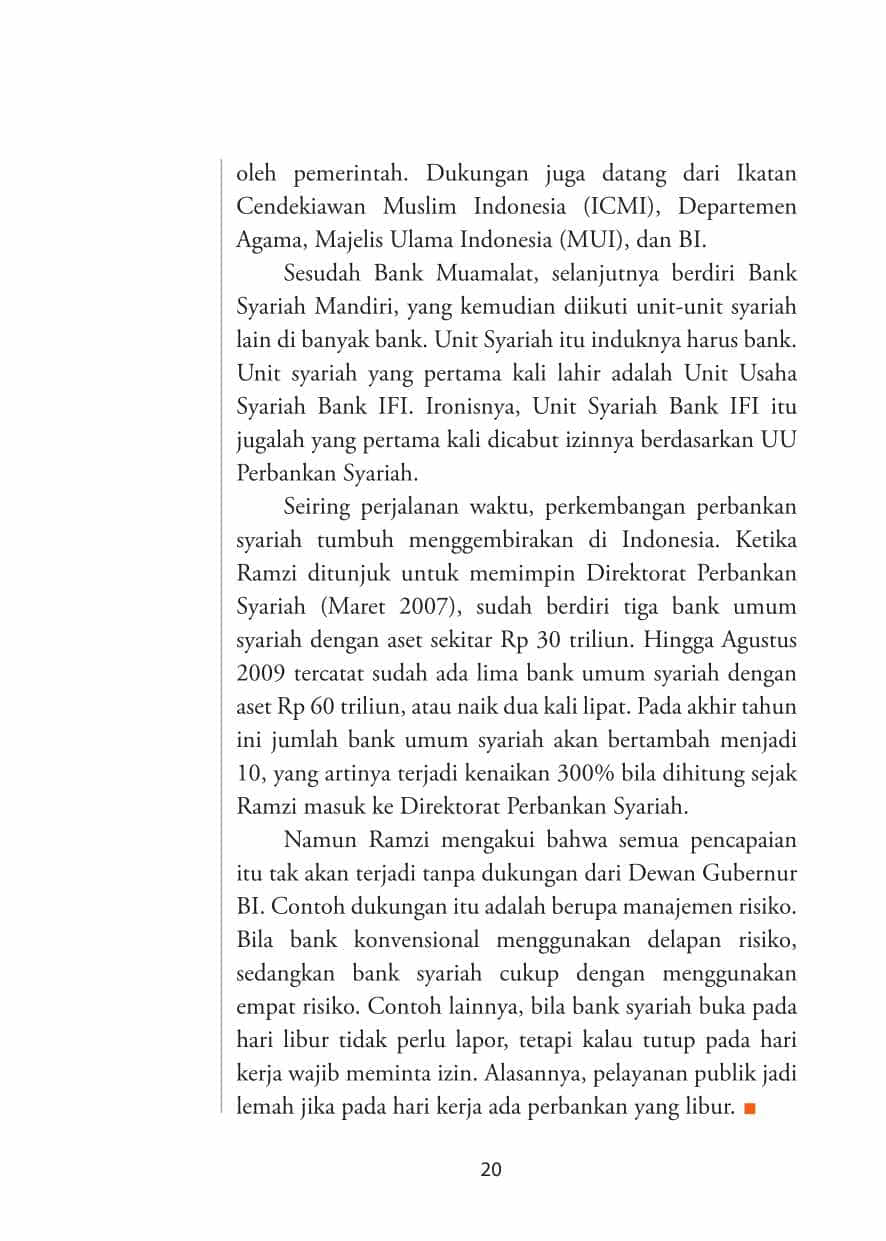 oleh pemerintah. Dukungan juga datang dari Ikatan
Cendekiawan Muslim Indonesia (ICMI), Departemen
Agama, Majelis Ulama Indonesia (MUI), dan BI.
Sesudah Bank Muamalat, selanjutnya berdiri Bank
Syariah Mandiri, yang kemudian diikuti unit-unit syariah
lain di banyak bank. Unit Syariah itu induknya harus bank.
Unit syariah yang pertama kali lahir adalah Unit Usaha
Syariah Bank IFI. Ironisnya, Unit Syariah Bank IFI itu
jugalah yang pertama kali dicabut izinnya berdasarkan UU
Perbankan Syariah.
Seiring perjalanan waktu, perkembangan perbankan
syariah tumbuh menggembirakan di Indonesia. Ketika
Ramzi ditunjuk untuk memimpin Direktorat Perbankan
Syariah (Maret 2007), sudah berdiri tiga bank umum
syariah dengan aset sekitar Rp 30 triliun. Hingga Agustus
2009 tercatat sudah ada lima bank umum syariah dengan
aset Rp 60 triliun, atau naik dua kali lipat. Pada akhir tahun
ini jumlah bank umum syariah akan bertambah menjadi
10, yang artinya terjadi kenaikan 300% bila dihitung sejak
Ramzi masuk ke Direktorat Perbankan Syariah.
Namun Ramzi mengakui bahwa semua pencapaian
itu tak akan terjadi tanpa dukungan dari Dewan Gubernur
BI. Contoh dukungan itu adalah berupa manajemen risiko.
Bila bank konvensional menggunakan delapan risiko,
sedangkan bank syariah cukup dengan menggunakan
empat risiko. Contoh lainnya, bila bank syariah buka pada
hari libur tidak perlu lapor, tetapi kalau tutup pada hari
kerja wajib meminta izin. Alasannya, pelayanan publik jadi
lemah jika pada hari kerja ada perbankan yang libur. ■
20